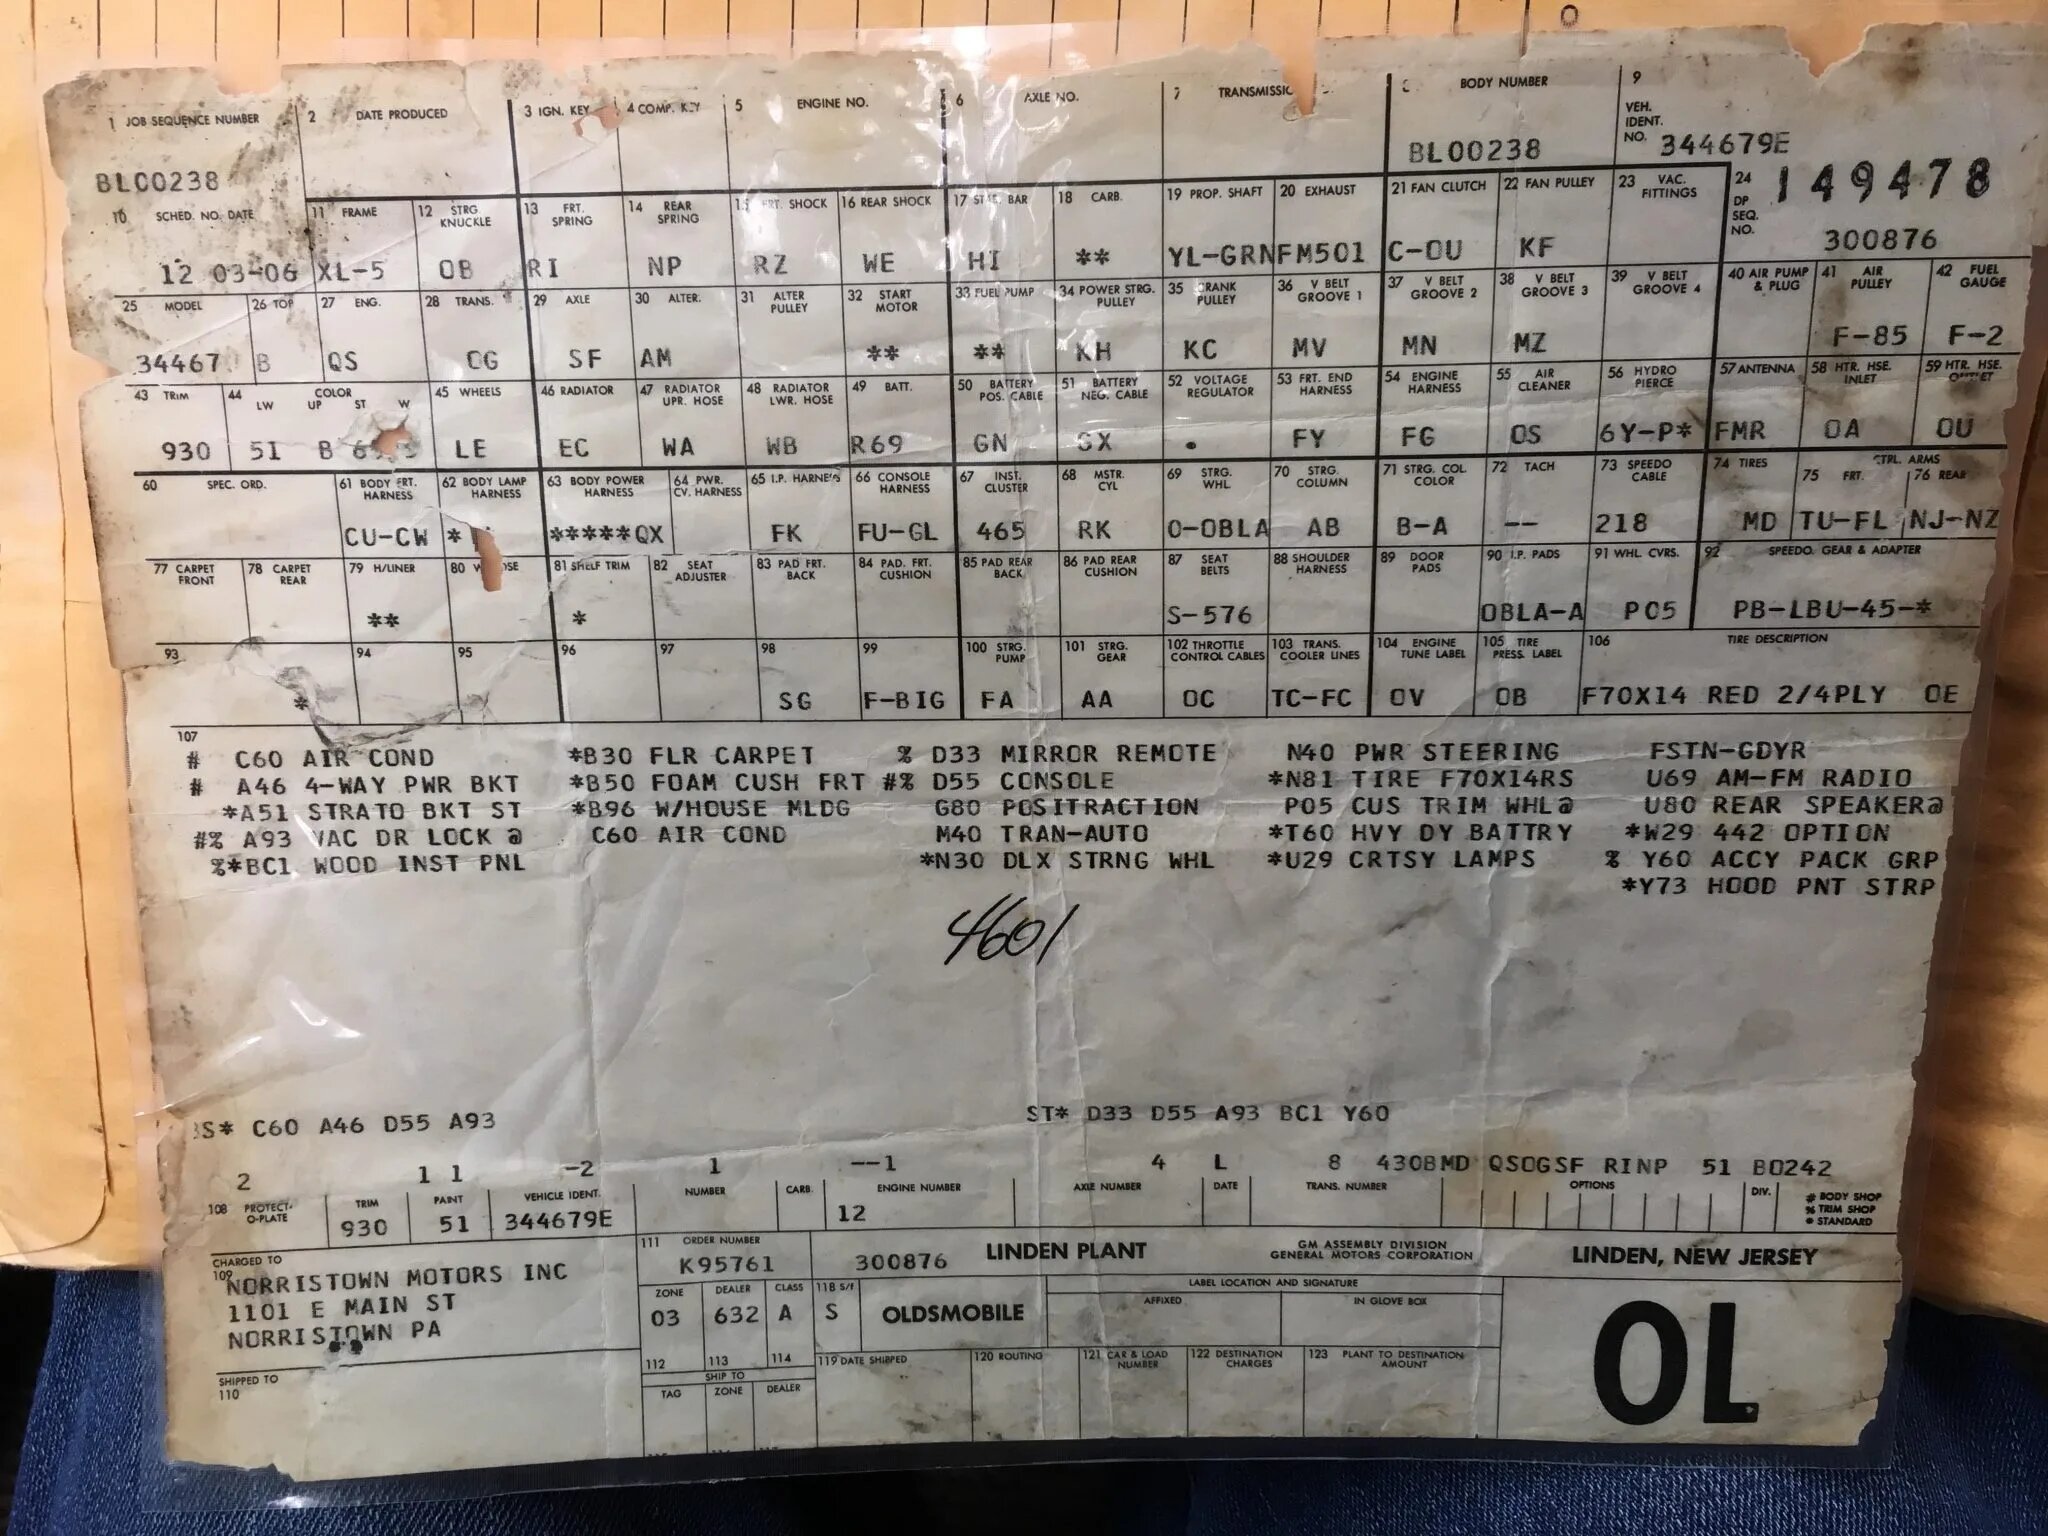 1 JOB SEQUENCE NUMBER 2 DATE PRODUCED 3 IGN. KEY 4 COMP. KEY 5 ENGINE NO. 6 AXLE NO. 7 BODY NUMBER 9 VEH. IDENT. NO.
BL00238 BL00238 344679E
10 SCHED. NO. DATE 11 FRAME 12 STRG. KNUCKLE 13 FRT. SPRING 14 REAR SPRING 15 FRT. SHOCK 16 REAR SHOCK 17 STAB. BAR 18 CARB. 19 PROP. SHAFT 20 EXHAUST 21 FAN CLUTCH 22 FAN PULLEY 23 VAC. FITTINGS 24 DP SEQ. NO. 149478
12 03-06 XL-5 OB RI NP RZ WE HI ** YL-GRN FM501 C-OU KF 300876
25 MODEL 26 TOP 27 ENG. 28 TRANS. 29 AXLE 30 ALTER. 31 ALTER PULLEY 32 START MOTOR 33 FUEL PUMP 34 POWER STRG. PULLEY 35 CRANK PULLEY 36 V BELT GROOVE 1 37 V BELT GROOVE 2 38 V BELT GROOVE 3 39 V BELT GROOVE 4 40 AIR PUMP & PLUG 41 AIR PULLEY 42 FUEL GAUGE
34467 B QS OG SF AM ** ** KH KC MV MN MZ F-85 F-2
43 TRIM 44 COLOR LW UP ST W 45 WHEELS 46 RADIATOR 47 RADIATOR UPR. HOSE 48 RADIATOR LWR. HOSE 49 BATT. 50 BATTERY POS. CABLE 51 BATTERY NEG. CABLE 52 VOLTAGE REGULATOR 53 FRT. END HARNESS 54 ENGINE HARNESS 55 AIR CLEANER 56 HYDRO PIERCE 57 ANTENNA 58 HTR. HSE. INLET 59 HTR. HSE. OUTLET
930 51 B LE EC WA WB R69 GN GX • FY FG OS 6Y-P* FMR OA OU
60 SPEC. ORD. 61 BODY FRT. HARNESS 62 BODY LAMP HARNESS 63 BODY POWER HARNESS 64 PWR. CV. HARNESS 65 I.P. HARNESS 66 CONSOLE HARNESS 67 INST. CLUSTER 68 MSTR. CYL 69 STRG. WHL. 70 STRG. COLUMN 71 STRG. COL COLOR 72 TACH 73 SPEEDO CABLE 74 TIRES CTRL. ARMS 75 FRT. 76 REAR
CU-CW * *****QX FK FU-GL 465 RK O-OBLA AB B-A -- 218 MD TU-FL NJ-NZ
77 CARPET FRONT 78 CARPET REAR 79 H/LINER 80 81 SHELF TRIM 82 SEAT ADJUSTER 83 PAD FRT. BACK 84 PAD. FRT. CUSHION 85 PAD REAR BACK 86 PAD REAR CUSHION 87 SEAT BELTS 88 SHOULDER HARNESS 89 DOOR PADS 90 I.P. PADS 91 WHL. CVRS. 92 SPEEDO. GEAR & ADAPTER
** * S-576 OBLA-A P05 PB-LBU-45-*
93 94 95 96 97 98 99 100 STRG. PUMP 101 STRG. GEAR 102 THROTTLE CONTROL CABLES 103 TRANS. COOLER LINES 104 ENGINE TUNE LABEL 105 TIRE PRESS. LABEL 106 TIRE DESCRIPTION
* SG F-BIG FA AA OC TC-FC OV OB F70X14 RED 2/4PLY OE
107
# C60 AIR COND *B30 FLR CARPET % D33 MIRROR REMOTE N40 PWR STEERING FSTN-GDYR
# A46 4-WAY PWR BKT *B50 FOAM CUSH FRT #% D55 CONSOLE *N81 TIRE F70X14RS U69 AM-FM RADIO
*A51 STRATO BKT ST *B96 W/HOUSE MLDG G80 POSITRACTION P05 CUS TRIM WHL@ U80 REAR SPEAKER@
#% A93 VAC DR LOCK @ C60 AIR COND M40 TRAN-AUTO *T60 HVY DY BATTRY *W29 442 OPTION
%*BC1 WOOD INST PNL *N30 DLX STRNG WHL *U29 CRTSY LAMPS % Y60 ACCY PACK GRP
*Y73 HOOD PNT STRP
4601
S* C60 A46 D55 A93 ST* D33 D55 A93 BC1 Y60
2 1 1 -2 1 --1 4 L 8 430BMD QSOGSF RINP 51 B0242
108 PROTECT-O-PLATE TRIM PAINT VEHICLE IDENT. NUMBER CARB. ENGINE NUMBER AXLE NUMBER DATE TRANS. NUMBER OPTIONS DIV. # BODY SHOP
% TRIM SHOP
* STANDARD
930 51 344679E 12
CHARGED TO 109 111 ORDER NUMBER LINDEN PLANT GM ASSEMBLY DIVISION GENERAL MOTORS CORPORATION LINDEN, NEW JERSEY
NORRISTOWN MOTORS INC K95761 300876
1101 E MAIN ST ZONE DEALER CLASS 118 S/F LABEL LOCATION AND SIGNATURE
NORRISTOWN PA 03 632 A S OLDSMOBILE AFFIXED IN GLOVE BOX OL
112 113 114 119 DATE SHIPPED 120 ROUTING 121 CAR & LOAD NUMBER 122 DESTINATION CHARGES 123 PLANT TO DESTINATION AMOUNT
SHIPPED TO 110 SHIP TO
TAG ZONE DEALER